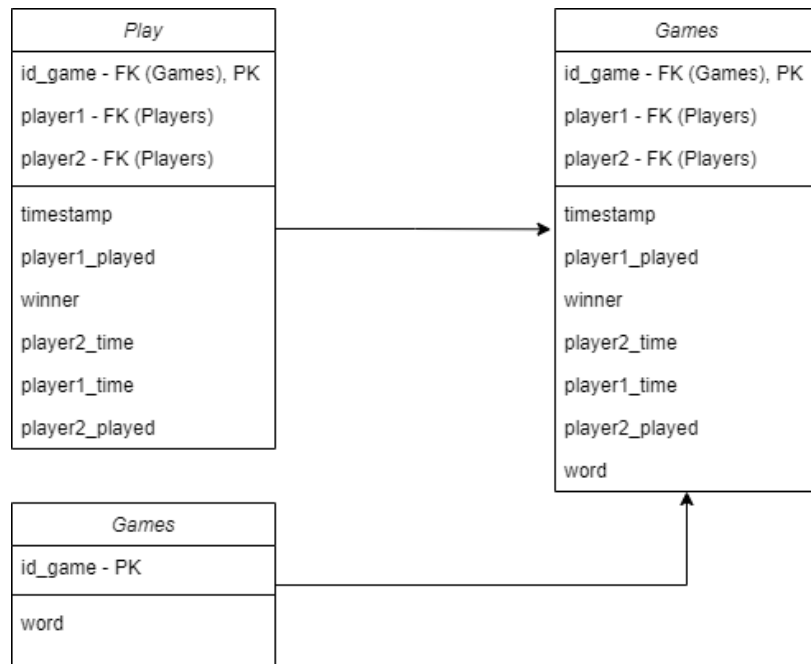 Play
id_game - FK (Games), PK
player1 - FK (Players)
player2 - FK (Players)
timestamp
player1_played
winner
player2_time
player1_time
player2_played
Games
id_game - FK (Games), PK
player1 - FK (Players)
player2 - FK (Players)
timestamp
player1_played
winner
player2_time
player1_time
player2_played
word
Games
id_game - PK
word